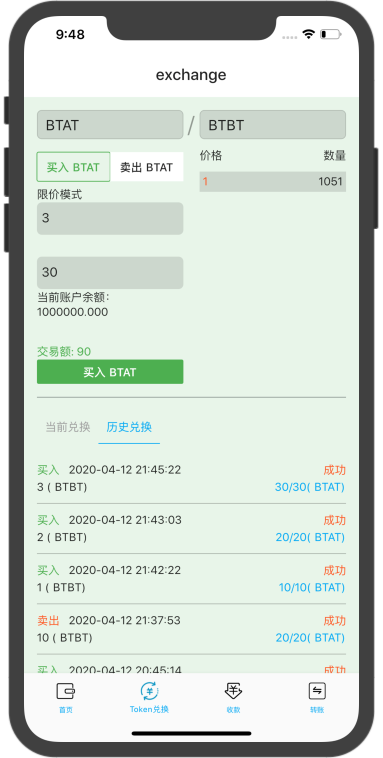 9:48
exchange
BTAT / BTBT
买入 BTAT 卖出 BTAT
价格 数量
1 1051
限价模式
3
30
当前账户余额:
1000000.000
交易额: 90
买入 BTAT
当前兑换 历史兑换
买入 2020-04-12 21:45:22 成功
3 ( BTBT) 30/30( BTAT)
买入 2020-04-12 21:43:03 成功
2 ( BTBT) 20/20( BTAT)
买入 2020-04-12 21:42:22 成功
1 ( BTBT) 10/10( BTAT)
卖出 2020-04-12 21:37:53 成功
10 ( BTBT) 20/20( BTAT)
买入 2020-04-12 20:45:14 成功
首页 Token兑换 收款 转账